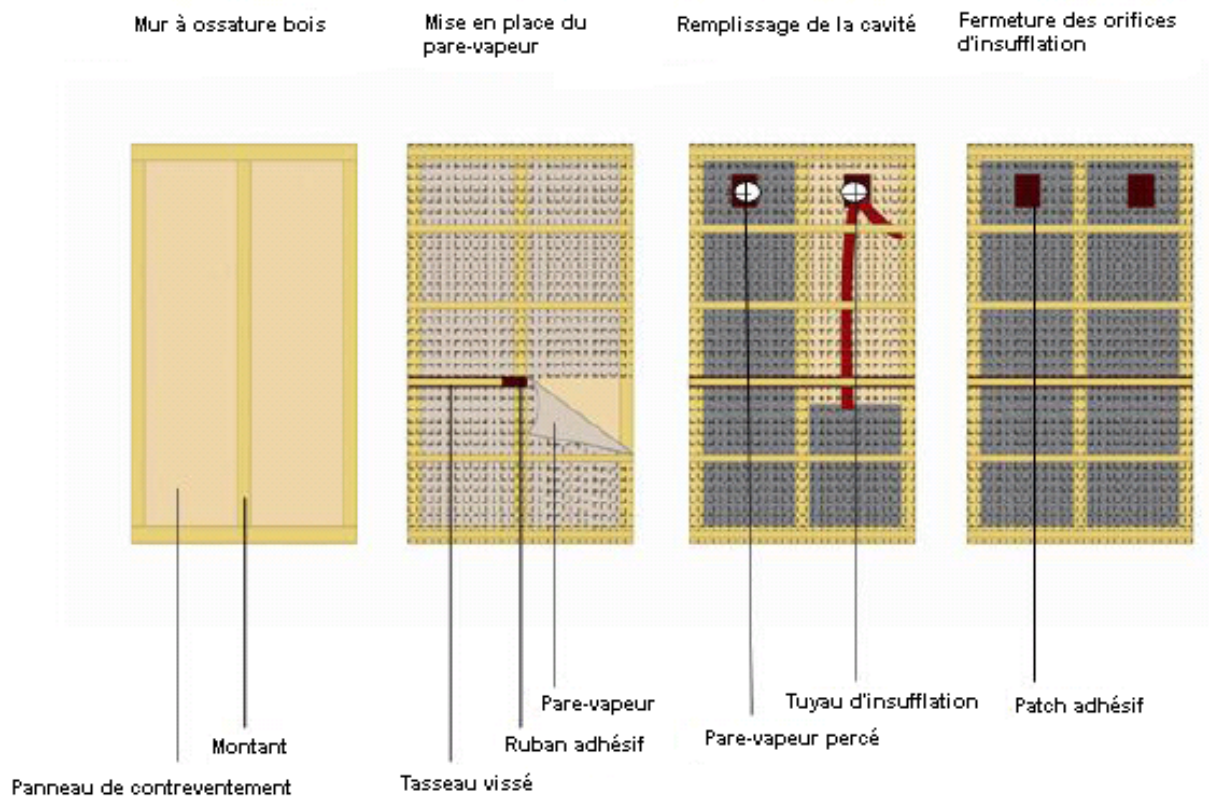 Mur à ossature bois
Mise en place du
pare-vapeur
Remplissage de la cavité
Fermeture des orifices
d'insufflation
Pare-vapeur
Tuyau d'insufflation
Patch adhésif
Montant
Ruban adhésif
Pare-vapeur percé
Panneau de contreventement
Tasseau vissé